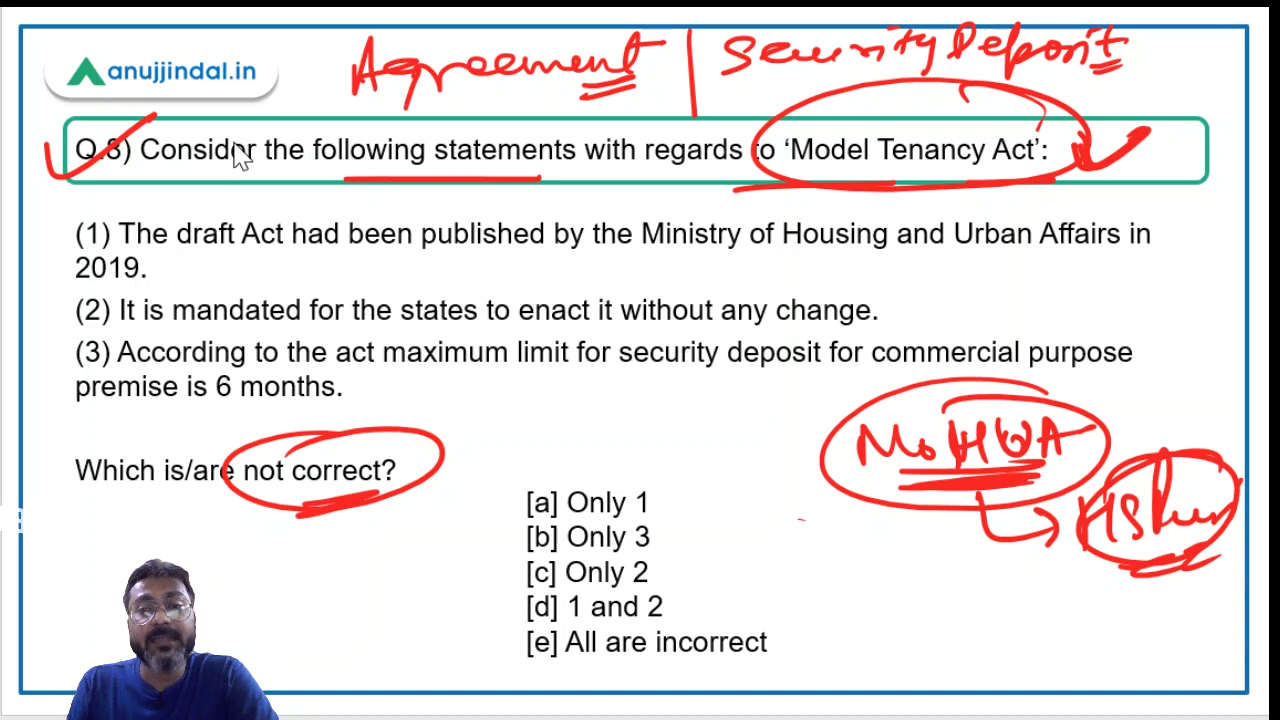 Agreement | Security Deposit
anujjindal.in
Q.8) Consider the following statements with regards to ‘Model Tenancy Act’:
(1) The draft Act had been published by the Ministry of Housing and Urban Affairs in
2019.
(2) It is mandated for the states to enact it without any change.
(3) According to the act maximum limit for security deposit for commercial purpose
premise is 6 months.
MoHUA
Which is/are not correct?
[a] Only 1
[b] Only 3
[c] Only 2
[d] 1 and 2
[e] All are incorrect